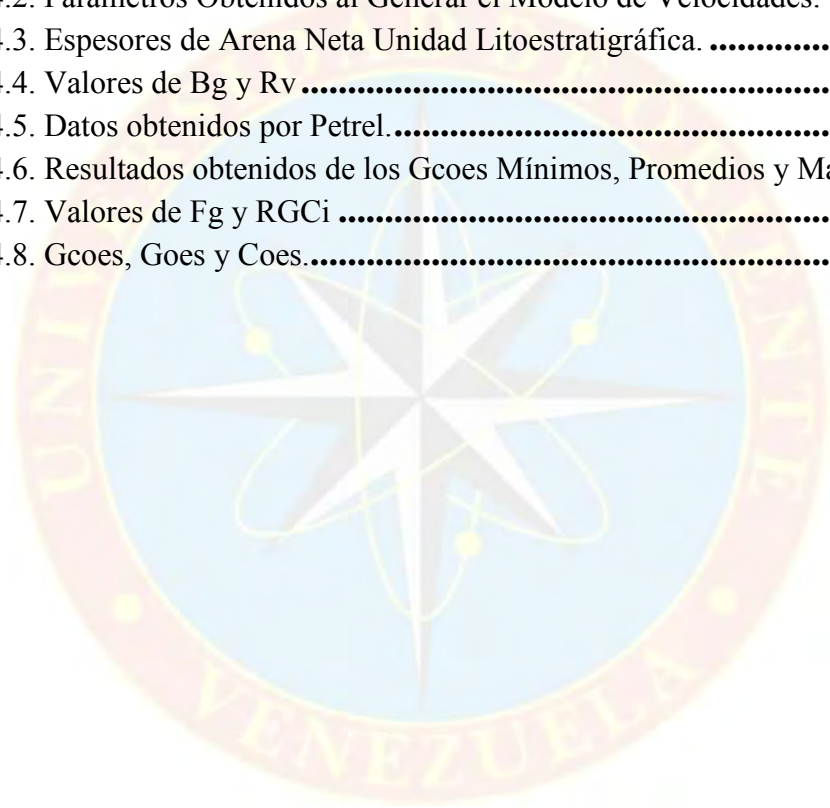 4.2. Parámetros Obtenidos al Generar el Modelo de Velocidades.
4.3. Espesores de Arena Neta Unidad Litoestratigráfica. ..............
4.4. Valores de Bg y Rv ..............................................................
4.5. Datos obtenidos por Petrel....................................................
4.6. Resultados obtenidos de los Gcoes Mínimos, Promedios y
4.7. Valores de Fg y RGCi ..........................................................
4.8. Gcoes, Goes y Coes..............................................................
UNIVERSIDAD DE ORIENTE
VENEZUELA